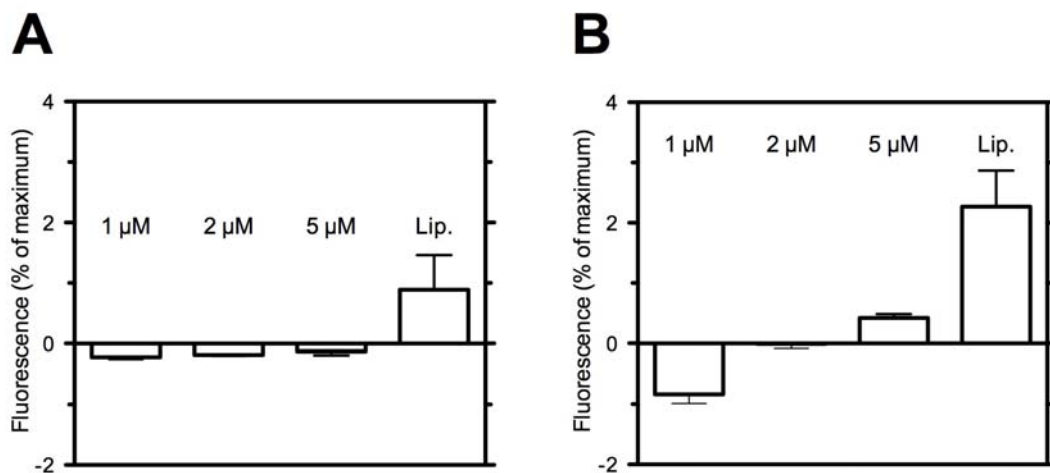 A
Fluorescence (% of maximum)
4
2
0
-2
1 µM
2 µM
5 µM
Lip.
B
Fluorescence (% of maximum)
4
2
0
-2
1 µM
2 µM
5 µM
Lip.